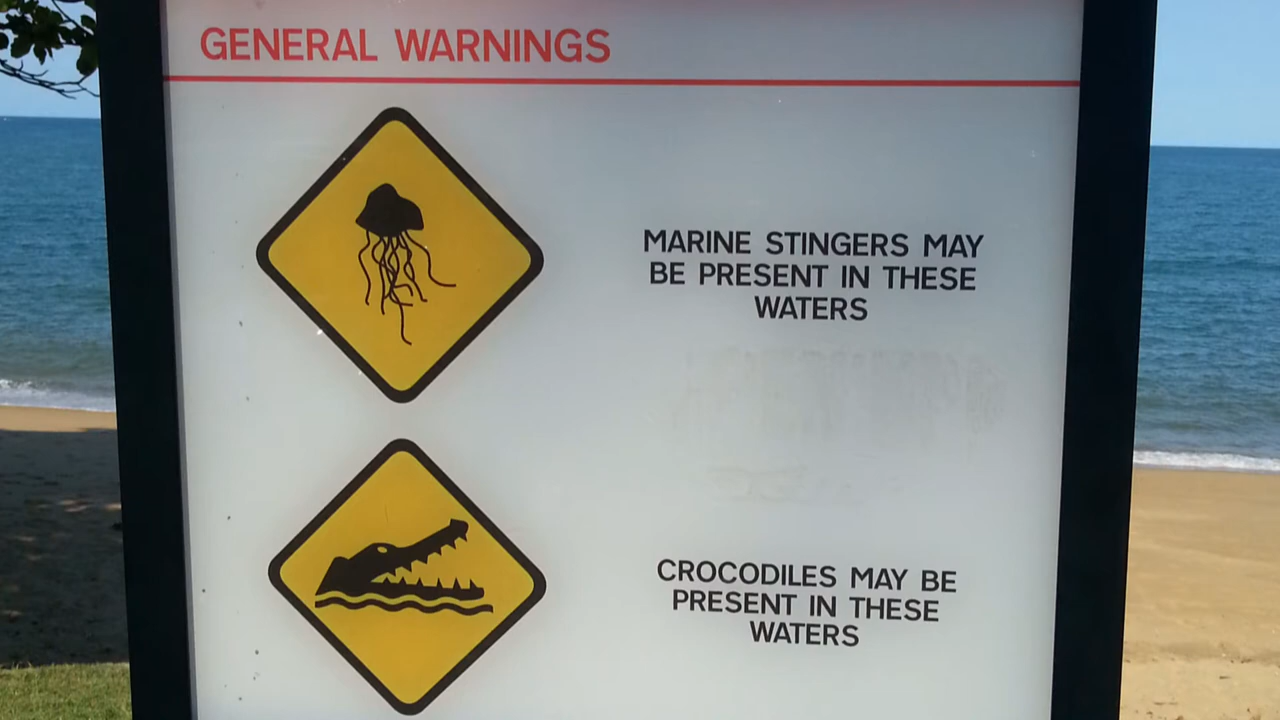 GENERAL WARNINGS
MARINE STINGERS MAY
BE PRESENT IN THESE
WATERS
CROCODILES MAY BE
PRESENT IN THESE
WATERS